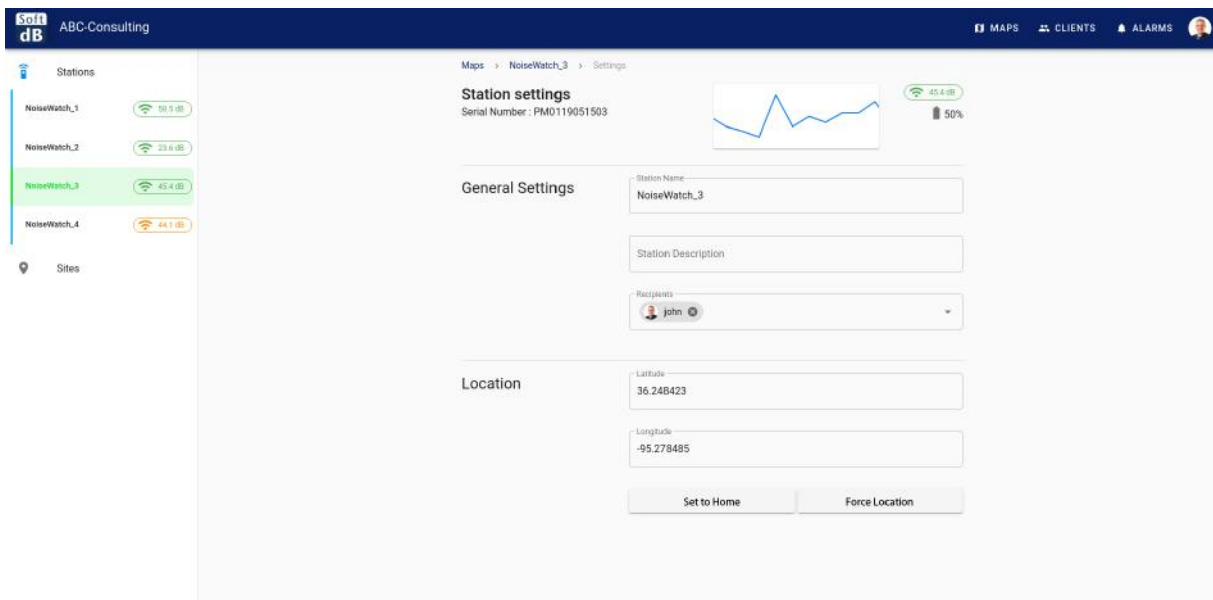 Soft dB
ABC-Consulting
MAPS CLIENTS ALARMS
Stations
NoiseWatch_1 50.5 dB
NoiseWatch_2 23.6 dB
NoiseWatch_3 45.4 dB
NoiseWatch_4 44.1 dB
Sites
Maps › NoiseWatch_3 › Settings
Station settings
Serial Number : PM0119051503
45.4 dB
50%
General Settings
Station Name
NoiseWatch_3
Station Description
Recipients
john
Location
Latitude
36.248423
Longitude
-95.278485
Set to Home Force Location